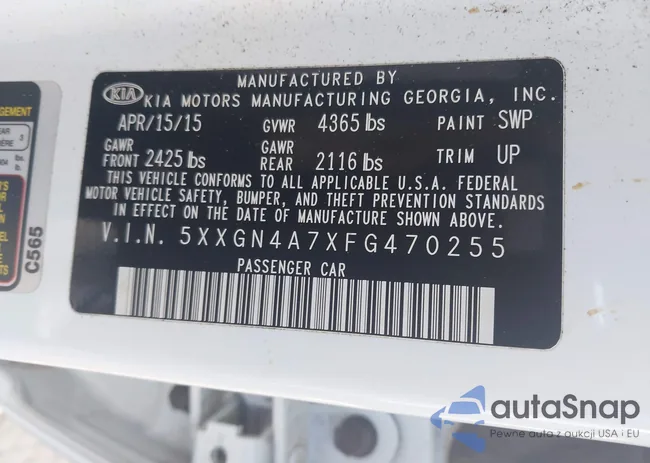 MANUFACTURED BY
KIA KIA MOTORS MANUFACTURING GEORGIA, INC.
APR/15/15 GVWR 4365 lbs PAINT SWP
GAWR FRONT 2425 lbs GAWR REAR 2116 lbs TRIM UP
THIS VEHICLE CONFORMS TO ALL APPLICABLE U.S.A. FEDERAL
MOTOR VEHICLE SAFETY, BUMPER, AND THEFT PREVENTION STANDARDS
IN EFFECT ON THE DATE OF MANUFACTURE SHOWN ABOVE.
V.I.N. 5XXGN4A7XFG470255
PASSENGER CAR
C565
autaSnap
Pewne auta z aukcji USA i EU